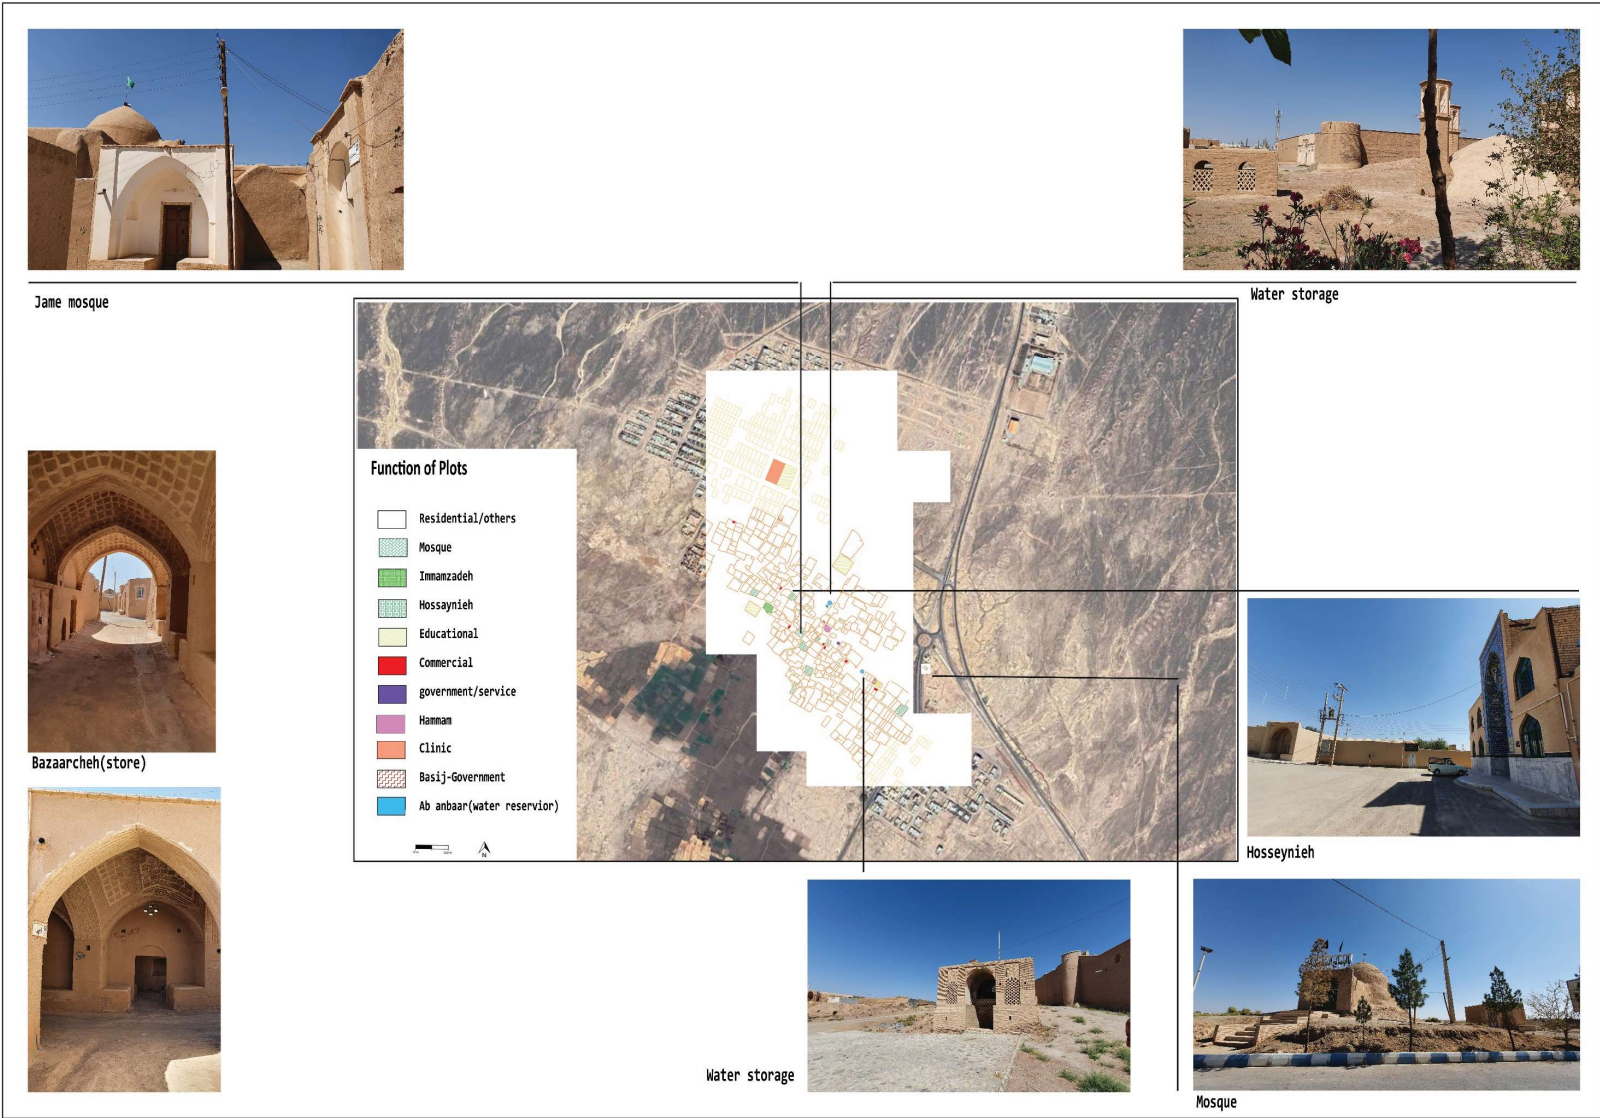 Jame mosque
Water storage
Function of Plots
Residential/others
Mosque
Immamzadeh
Hossaynieh
Educational
Commercial
government/service
Hammam
Clinic
Basij-Government
Ab anbaar(water reservior)
N
Bazaarcheh(store)
Hosseynieh
Water storage
Mosque